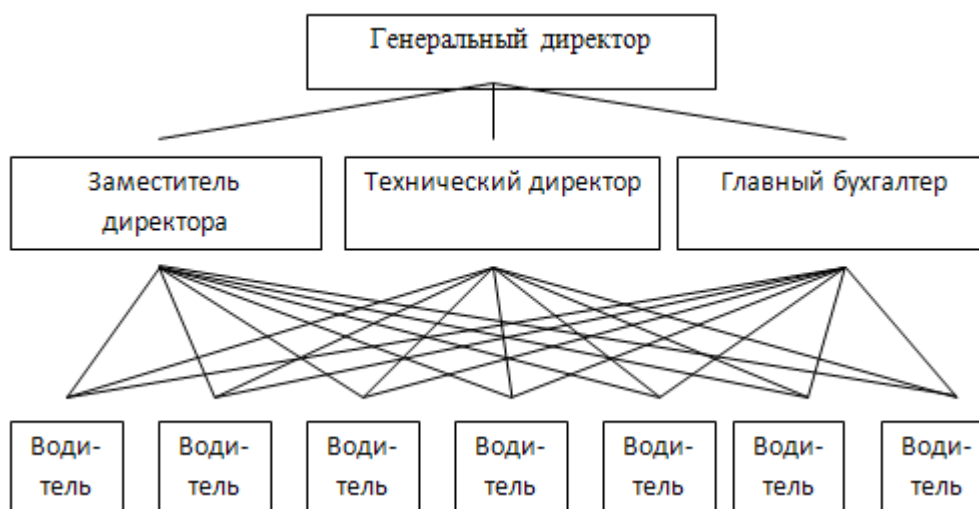 Генеральный директор
Заместитель
директора
Технический директор
Главный бухгалтер
Води-
тель
Води-
тель
Води-
тель
Води-
тель
Води-
тель
Води-
тель
Води-
тель